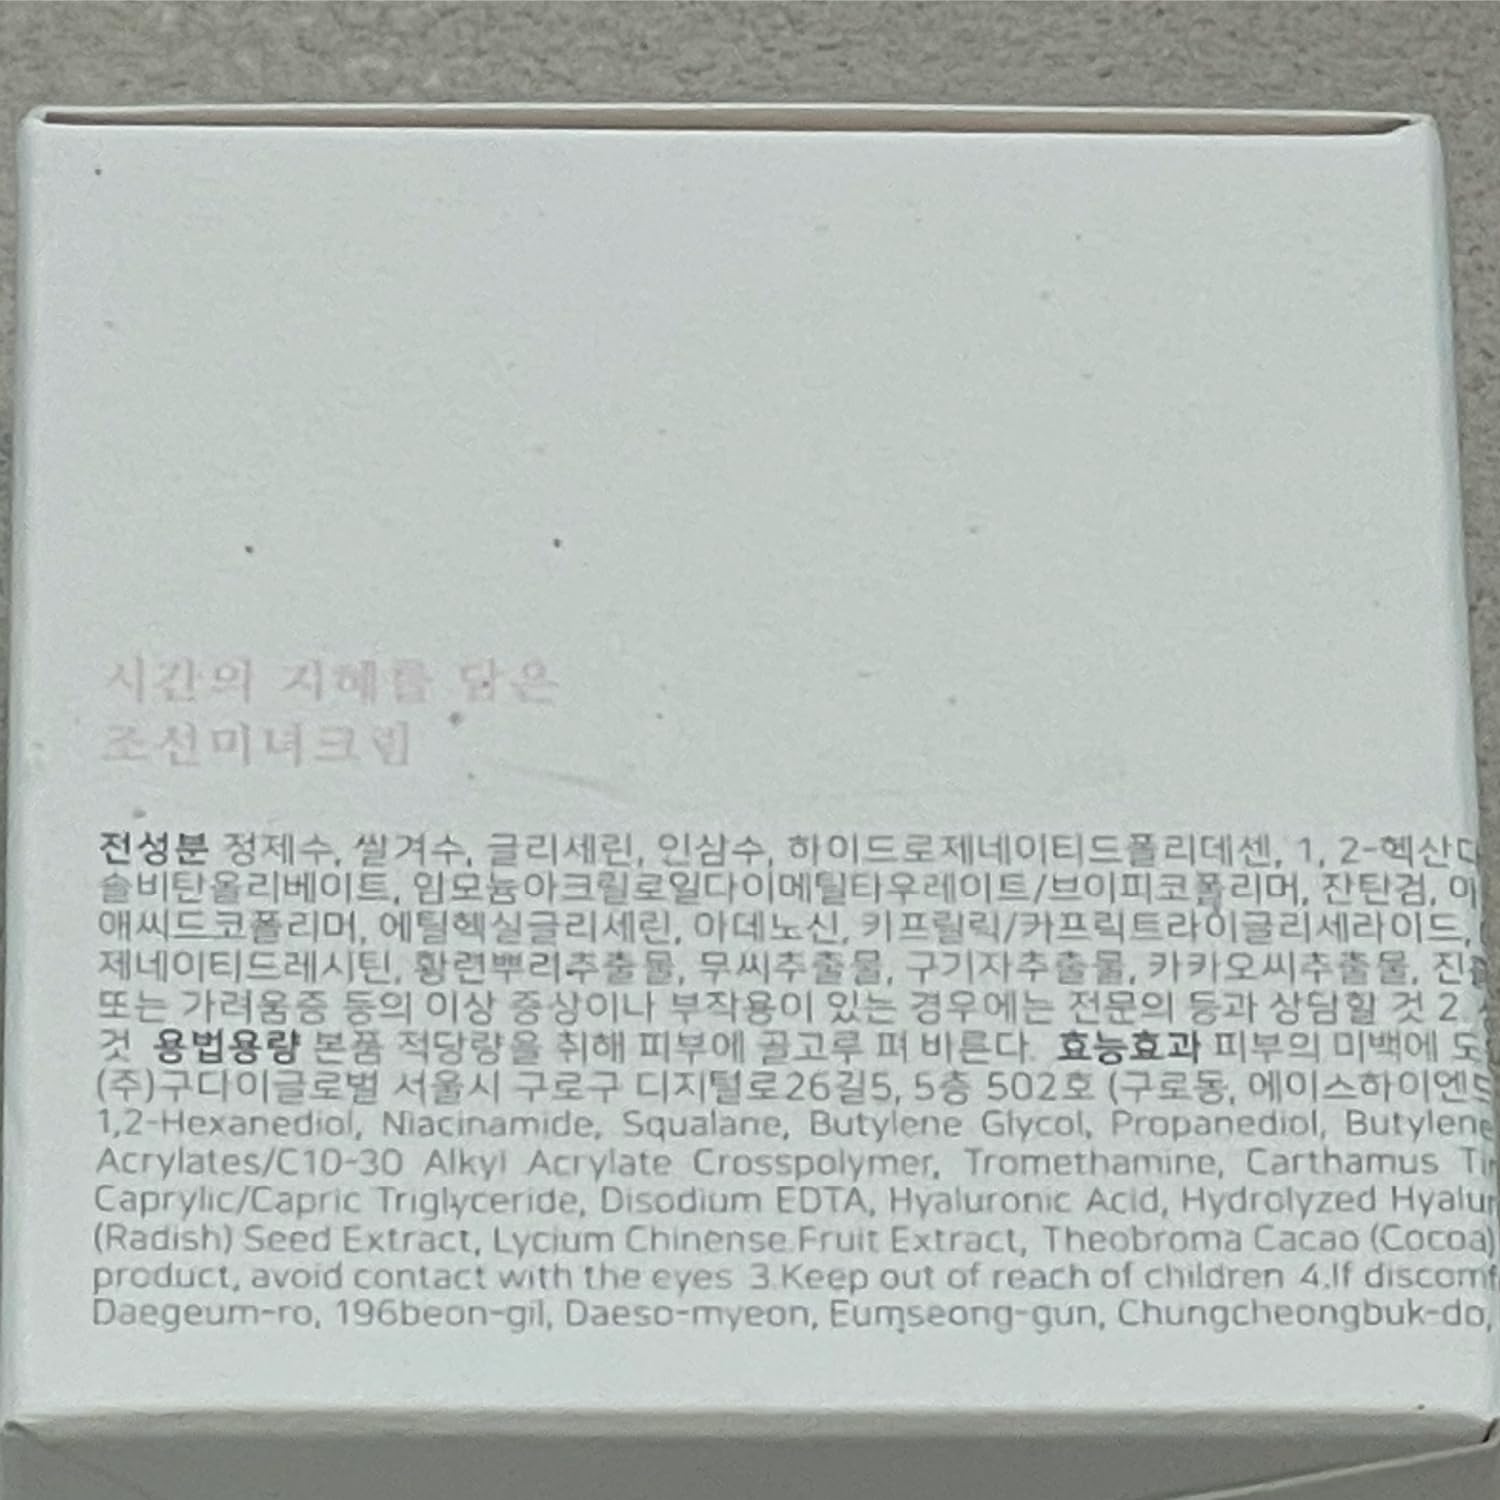 시간의 지혜를 담은
조선미녀크림
전성분 정제수, 쌀겨수, 글리세린, 인삼수, 하이드로제네이티드폴리데센, 1, 2-헥산
솔비탄올리베이트, 암모늄아크릴로일다이메틸타우레이트/브이피코폴리머, 잔탄검,
애씨드코폴리머, 에틸헥실글리세린, 아데노신, 카프릴릭/카프릭트라이글리세라이드,
제네이티드레시틴, 황련뿌리추출물, 무씨추출물, 구기자추출물, 카카오씨추출물,
또는 가려움증 등의 이상 증상이나 부작용이 있는 경우에는 전문의 등과 상담할 것 2.
것 용법용량 본품 적당량을 취해 피부에 골고루 펴 바른다. 효능효과 피부의 미백에
(주)구다이글로벌 서울시 구로구 디지털로26길5, 5층 502호 (구로동, 에이스하이엔드
1,2-Hexanediol, Niacinamide, Squalane, Butylene Glycol, Propanediol, Butylene
Acrylates/C10-30 Alkyl Acrylate Crosspolymer, Tromethamine, Carthamus
Caprylic/Capric Triglyceride, Disodium EDTA, Hyaluronic Acid, Hydrolyzed
(Radish) Seed Extract, Lycium Chinense Fruit Extract, Theobroma Cacao (Cocoa)
product, avoid contact with the eyes 3.Keep out of reach of children 4.If
Daegeum-ro, 196beon-gil, Daeso-myeon, Eumseong-gun, Chungcheongbuk-do,